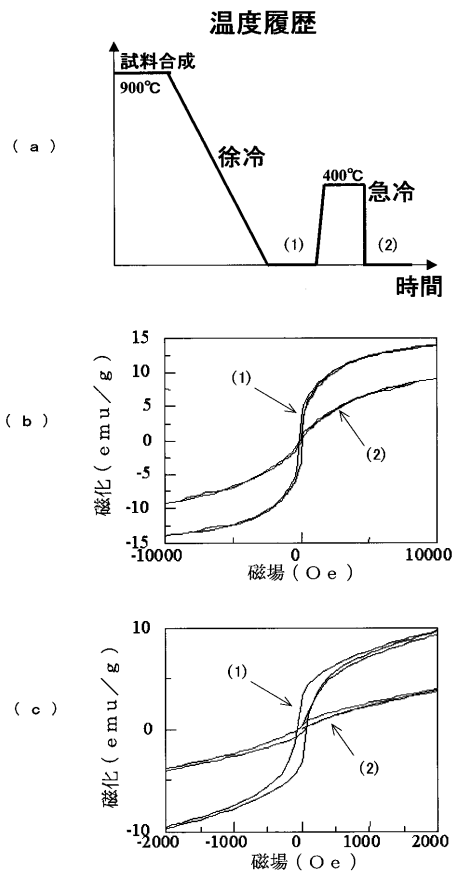 温度履歴
試料合成
900℃
( a )
徐冷
400℃
急冷
(1)
(2)
時間
( b )
磁化(emu/g)
15
10
5
0
-5
-10
-15
(1)
(2)
-10000
0
10000
磁場(Oe)
( c )
磁化(emu/g)
10
0
-10
(1)
(2)
-2000
-1000
0
1000
2000
磁場(Oe)